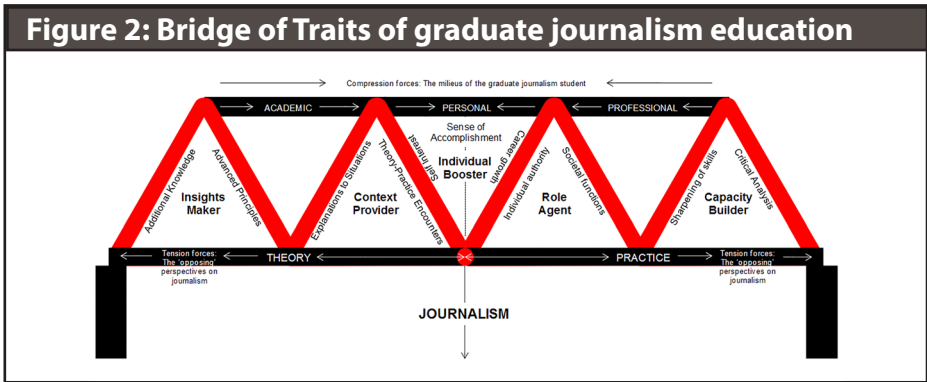 Figure 2: Bridge of Traits of graduate journalism education
Compression forces: The milieus of the graduate journalism student
ACADEMIC
PERSONAL
PROFESSIONAL
Additional Knowledge
Advanced Principles
Insights
Maker
Explanations to Situations
Theory-Practice Encounters
Context
Provider
Self Interest
Sense of
Accomplishment
Individual
Booster
Career growth
Individual authority
Societal functions
Role
Agent
Sharpening of skills
Critical Analysis
Capacity
Builder
Tension forces:
The 'opposing'
perspectives on
journalism
THEORY
PRACTICE
Tension forces:
The 'opposing'
perspectives on
journalism
JOURNALISM